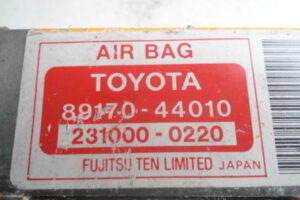 AIR BAG
TOYOTA
89170-44010
231000-0220
FUJITSU TEN LIMITED JAPAN